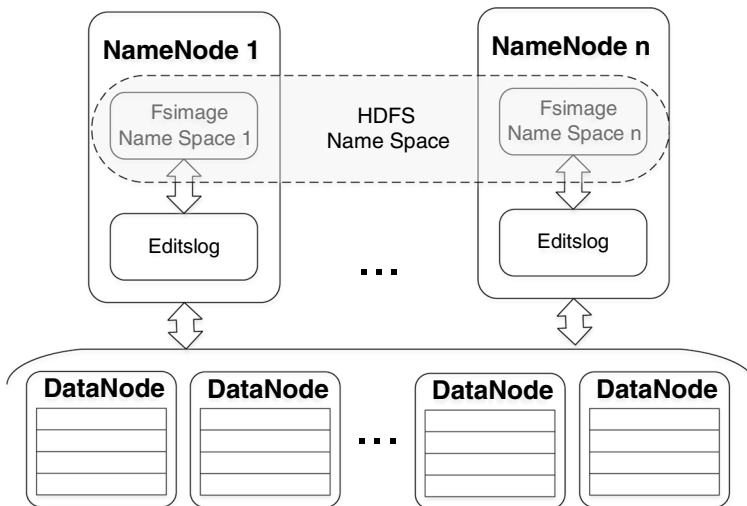 NameNode 1
NameNode n
Fsimage
Name Space 1
HDFS
Name Space
Fsimage
Name Space n
Editslog
Editslog
...
DataNode
DataNode
...
DataNode
DataNode